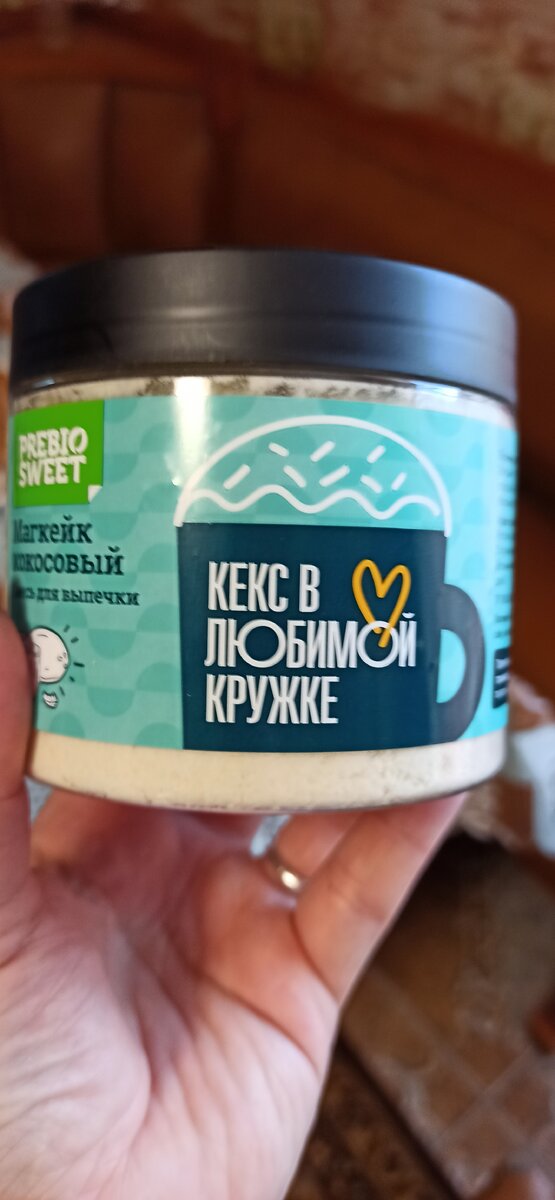 PREBIO
SWEET
Магкейк
кокосовый
для выпечки
КЕКС В
ЛЮБИМОЙ
КРУЖКЕ